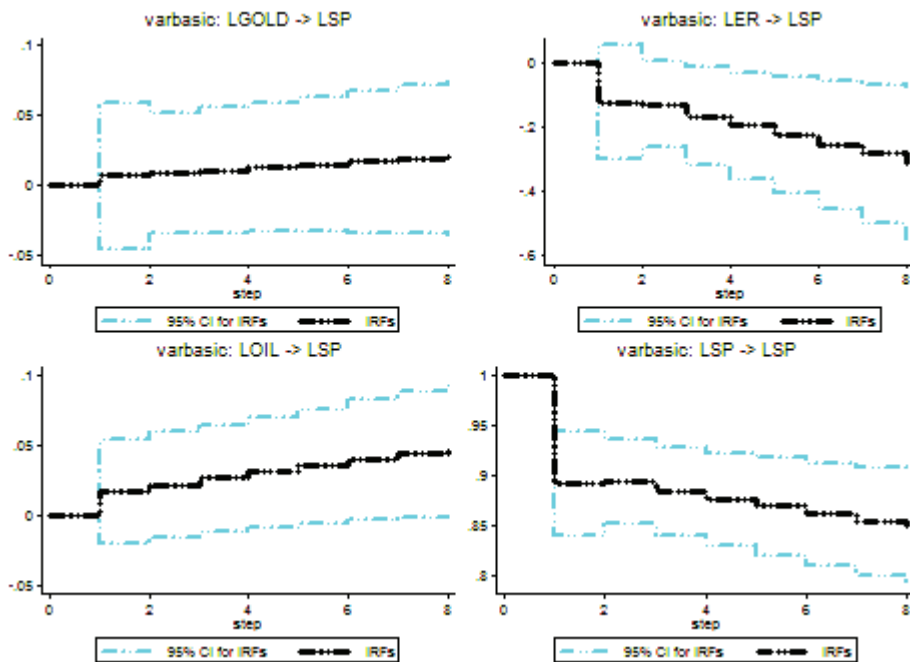 varbasic: LGOLD -> LSP
.1
.05
0
-.05
0 2 4 6 8
step
95% CI for IRFs IRFs
varbasic: LER -> LSP
0
-.2
-.4
-.6
0 2 4 6 8
step
95% CI for IRFs IRFs
varbasic: LOIL -> LSP
.1
.05
0
-.05
0 2 4 6 8
step
95% CI for IRFs IRFs
varbasic: LSP -> LSP
1
.95
.9
.85
.8
0 2 4 6 8
step
95% CI for IRFs IRFs